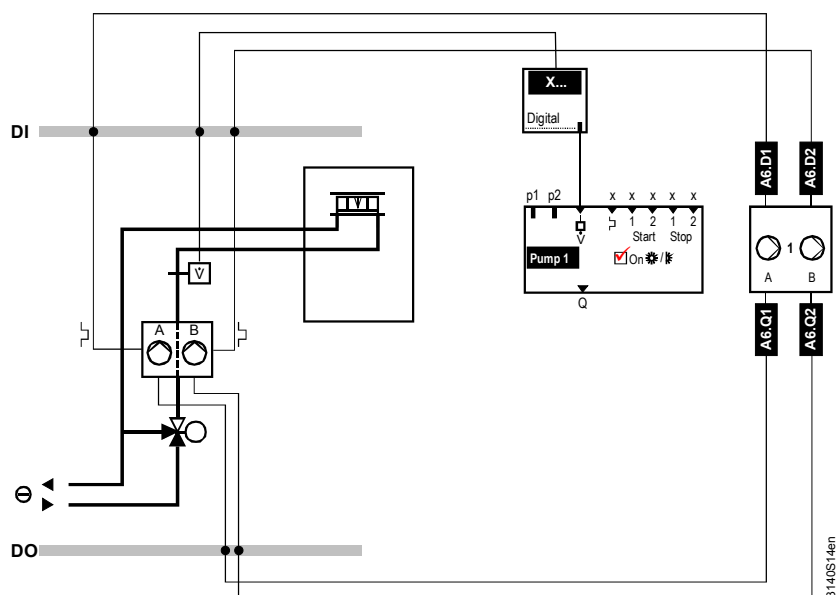 X...
DI
Digital
A6.D1
A6.D2
p1 p2 x x x x x
1 2 1 2
V
Start Stop
Pump 1
On /
1
A B
Q
V
A B
A6.Q1
A6.Q2
DO
3140S14en